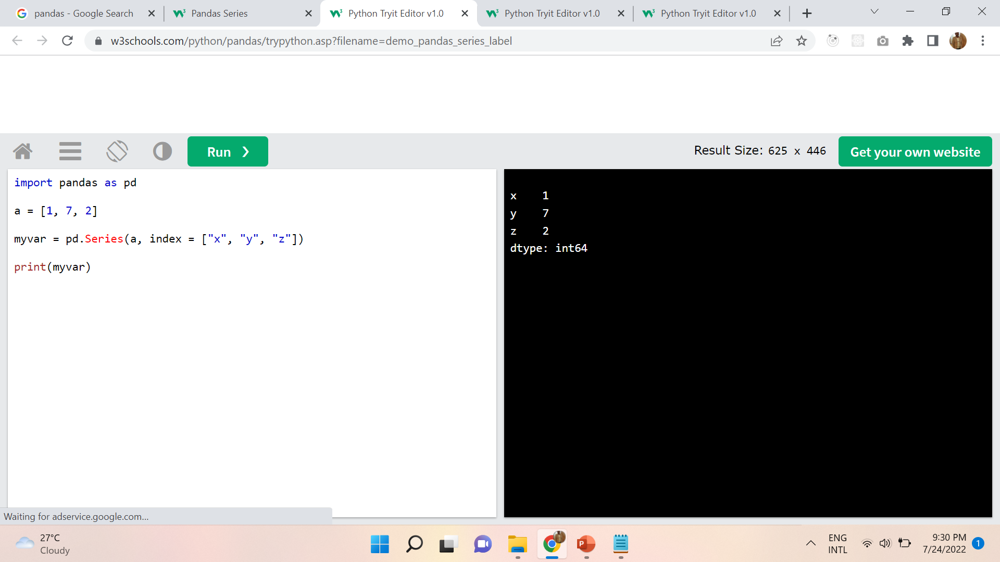 pandas - Google Search
Pandas Series
Python Tryit Editor v1.0
Python Tryit Editor v1.0
Python Tryit Editor v1.0
w3schools.com/python/pandas/trypython.asp?filename=demo_pandas_series_label
Run ❯
Result Size: 625 x 446
Get your own website
import pandas as pd
a = [1, 7, 2]
myvar = pd.Series(a, index = ["x", "y", "z"])
print(myvar)
x 1
y 7
z 2
dtype: int64
Waiting for adservice.google.com...
27°C
Cloudy
ENG
INTL
9:30 PM
7/24/2022
1